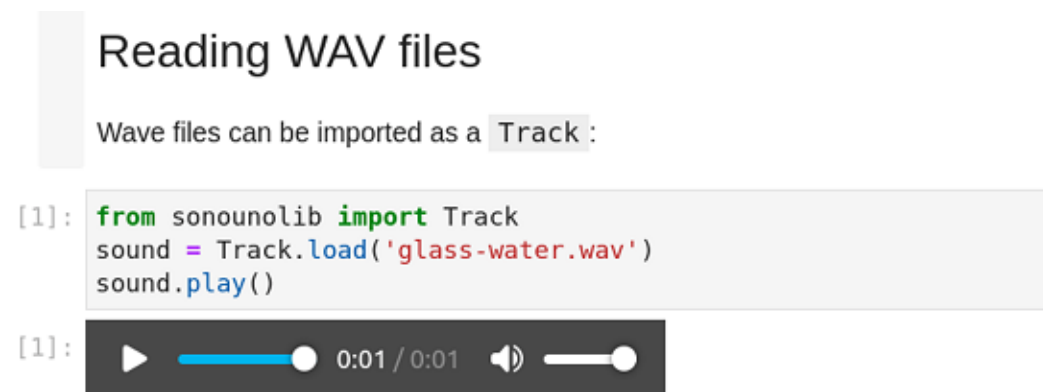 Reading WAV files
Wave files can be imported as a Track:
[1]: from sonounolib import Track
sound = Track.load('glass-water.wav')
sound.play()
[1]: 0:01 / 0:01